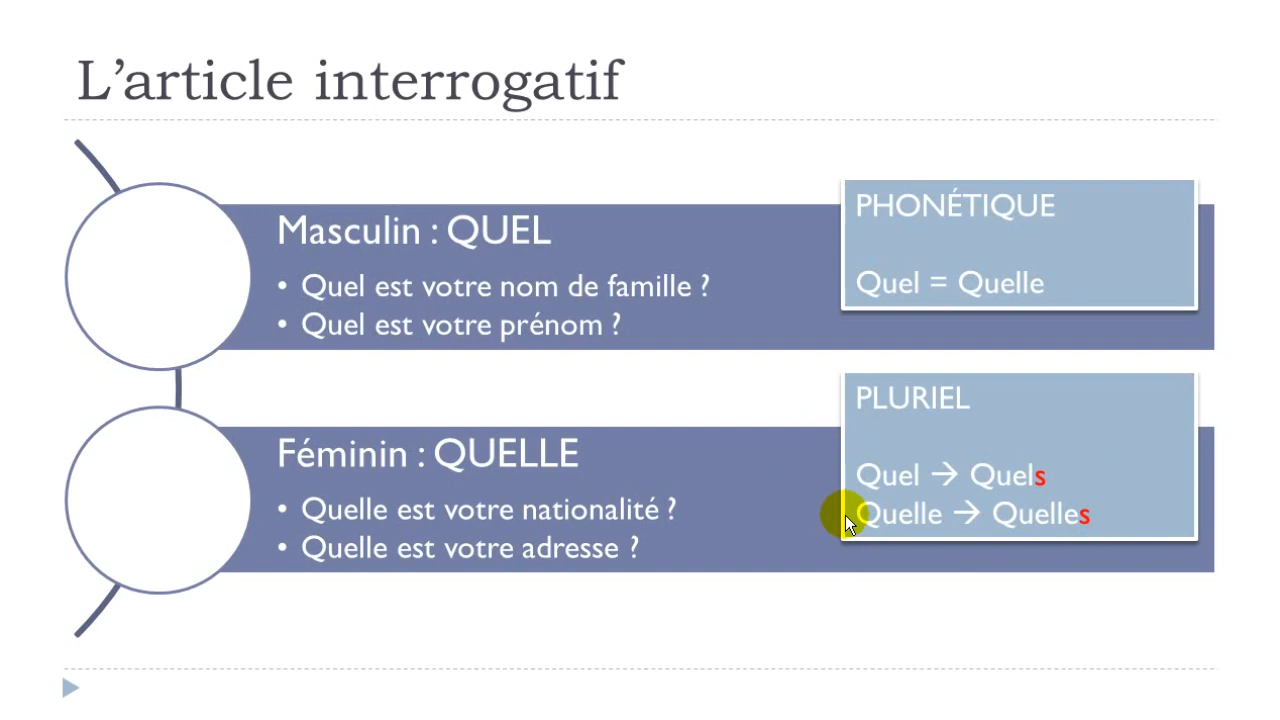 L’article interrogatif
Masculin : QUEL
• Quel est votre nom de famille ?
• Quel est votre prénom ?
PHONÉTIQUE
Quel = Quelle
Féminin : QUELLE
• Quelle est votre nationalité ?
• Quelle est votre adresse ?
PLURIEL
Quel → Quels
Quelle → Quelles